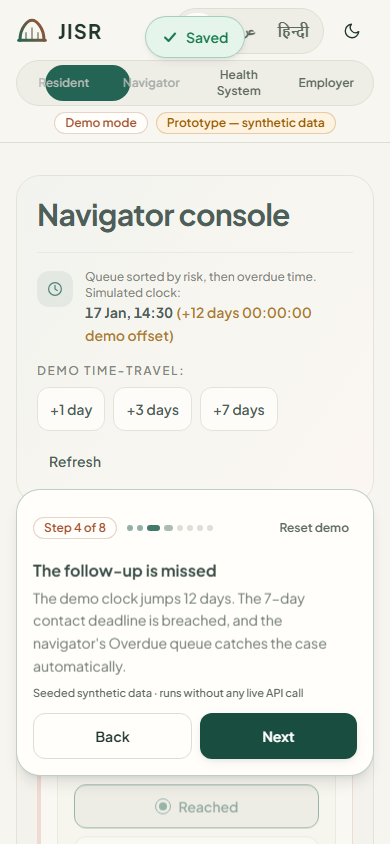 JISR
Saved
हिन्दी
Resident
Navigator
Health
System
Employer
Demo mode
Prototype — synthetic data
Navigator console
Queue sorted by risk, then overdue time.
Simulated clock:
17 Jan, 14:30 (+12 days 00:00:00
demo offset)
DEMO TIME-TRAVEL:
+1 day
+3 days
+7 days
Refresh
Step 4 of 8
Reset demo
The follow-up is missed
The demo clock jumps 12 days. The 7-day
contact deadline is breached, and the
navigator's Overdue queue catches the case
automatically.
Seeded synthetic data · runs without any live API call
Back
Next
Reached